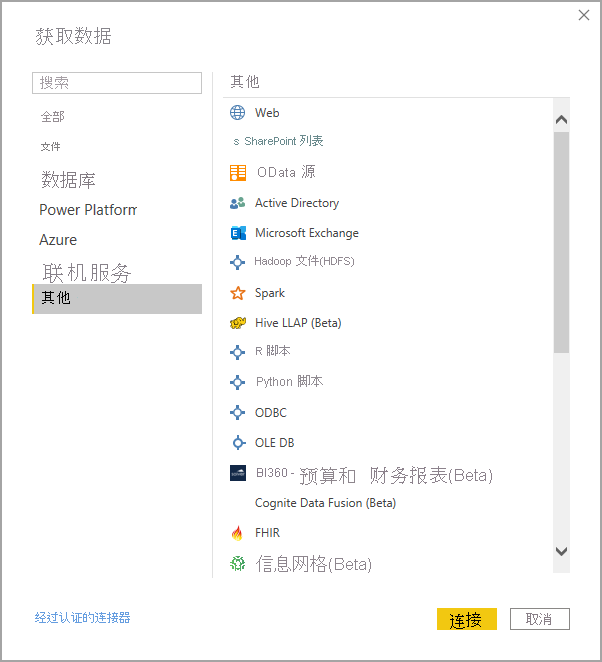 获取数据
搜索
全部
文件
数据库
Power Platform
Azure
联机服务
其他
其他
Web
s SharePoint 列表
OData 源
Active Directory
Microsoft Exchange
Hadoop 文件(HDFS)
Spark
Hive LLAP (Beta)
R 脚本
Python 脚本
ODBC
OLE DB
BI360 - 预算和 财务报表(Beta)
Cognite Data Fusion (Beta)
FHIR
信息网格(Beta)
经过认证的连接器
连接
取消